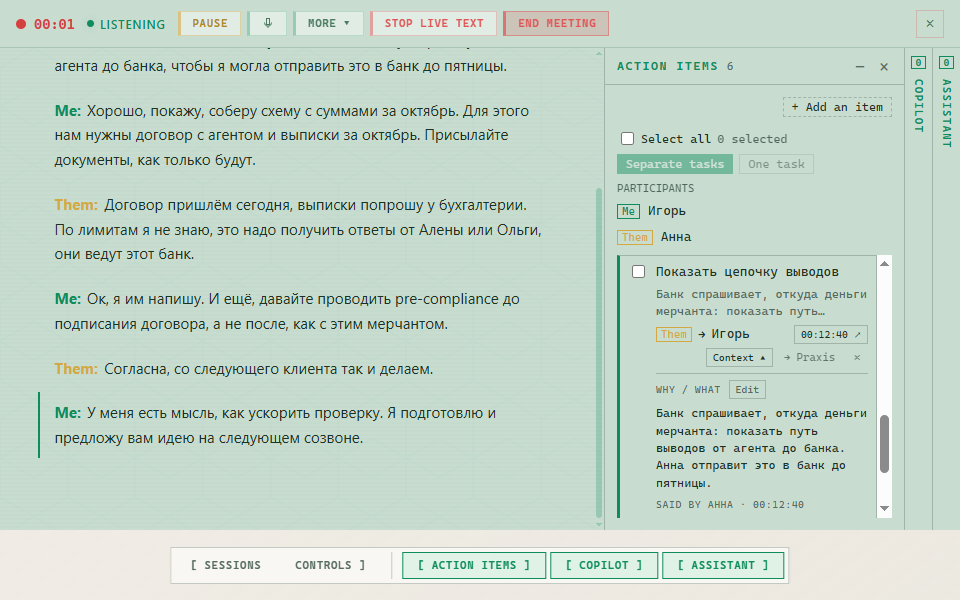 00:01
LISTENING
PAUSE
MORE ▾
STOP LIVE TEXT
END MEETING
×
агента до банка, чтобы я могла отправить это в банк до пятницы.
Me: Хорошо, покажу, соберу схему с суммами за октябрь. Для этого
нам нужны договор с агентом и выписки за октябрь. Присылайте
документы, как только будут.
Them: Договор пришлём сегодня, выписки попрошу у бухгалтерии.
По лимитам я не знаю, это надо получить ответы от Алены или Ольги,
они ведут этот банк.
Me: Ок, я им напишу. И ещё, давайте проводить pre-compliance до
подписания договора, а не после, как с этим мерчантом.
Them: Согласна, со следующего клиента так и делаем.
Me: У меня есть мысль, как ускорить проверку. Я подготовлю и
предложу вам идею на следующем созвоне.
ACTION ITEMS 6
− ×
+ Add an item
Select all 0 selected
Separate tasks
One task
PARTICIPANTS
Me Игорь
Them Анна
Показать цепочку выводов
Банк спрашивает, откуда деньги
мерчанта: показать путь…
Them → Игорь
00:12:40 ↗
Context ▴
→ Praxis ×
WHY / WHAT Edit
Банк спрашивает, откуда деньги
мерчанта: показать путь
выводов от агента до банка.
Анна отправит это в банк до
пятницы.
SAID BY АННА · 00:12:40
0 COPILOT
0 ASSISTANT
[ SESSIONS
CONTROLS ]
[ ACTION ITEMS ]
[ COPILOT ]
[ ASSISTANT ]